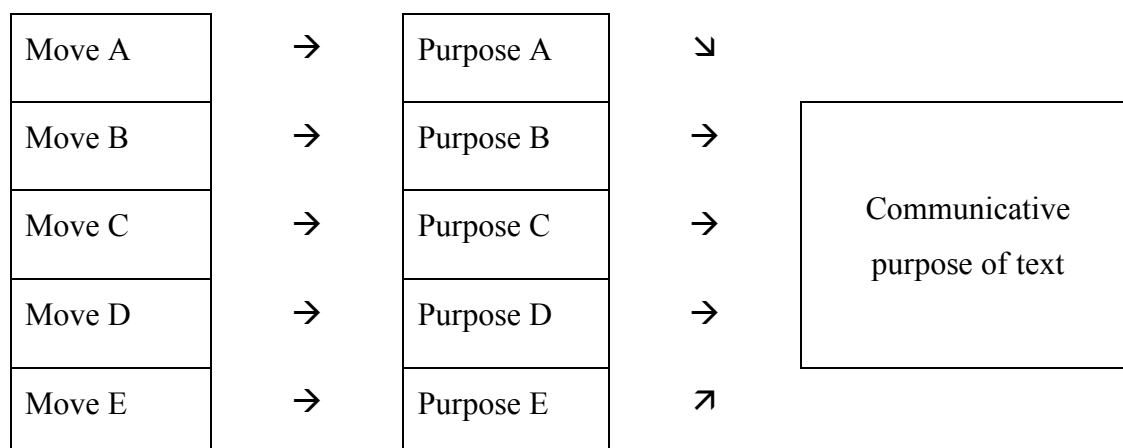 Move A → Purpose A ↘
Move B → Purpose B →
Move C → Purpose C →
Communicative
purpose of text
Move D → Purpose D →
Move E → Purpose E ↗